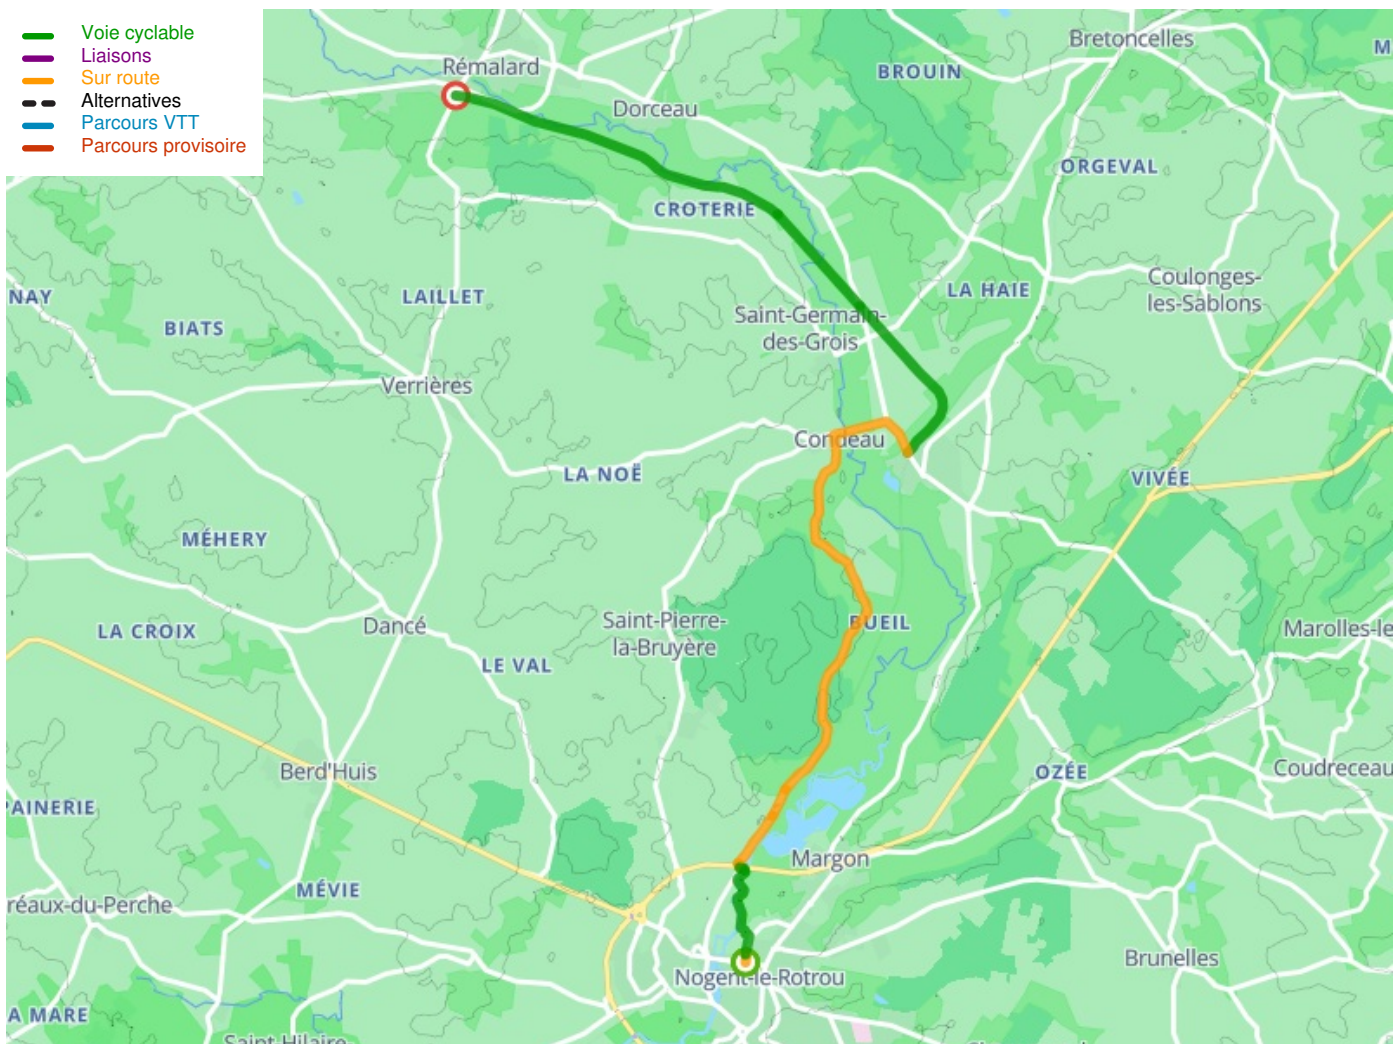 Voie cyclable
Liaisons
Sur route
Alternatives
Parcours VTT
Parcours provisoire
Bretoncelles
M
Rémalard
BROUIN
Dorceau
ORGEVAL
CROTERIE
Coulonges-
les-Sablons
NAY
LAILLET
LA HAIE
BIATS
Saint-Germain-
des-Grois
Verrières
Condeau
LA NOË
VIVÉE
MÉHERY
LA CROIX
Dancé
Saint-Pierre-
la-Bruyère
BUEIL
Marolles-le
LE VAL
Berd'Huis
OZÉE
Coudreceau
PAINERIE
Margon
MÉVIE
réaux-du-Perche
Brunelles
Nogent-le-Rotrou
A MARE
Saint-Hilaire